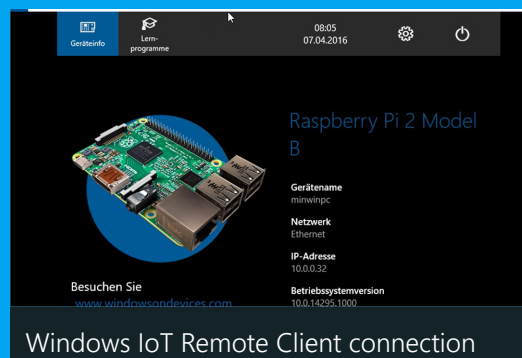 Geräteinfo
Lern-
programme
08:05
07.04.2016
Raspberry Pi 2 Model
B
Gerätename
minwinpc
Netzwerk
Ethernet
IP-Adresse
10.0.0.32
Besuchen Sie
www.windowsondevices.com
Betriebssystemversion
10.0.14295.1000
Windows IoT Remote Client connection